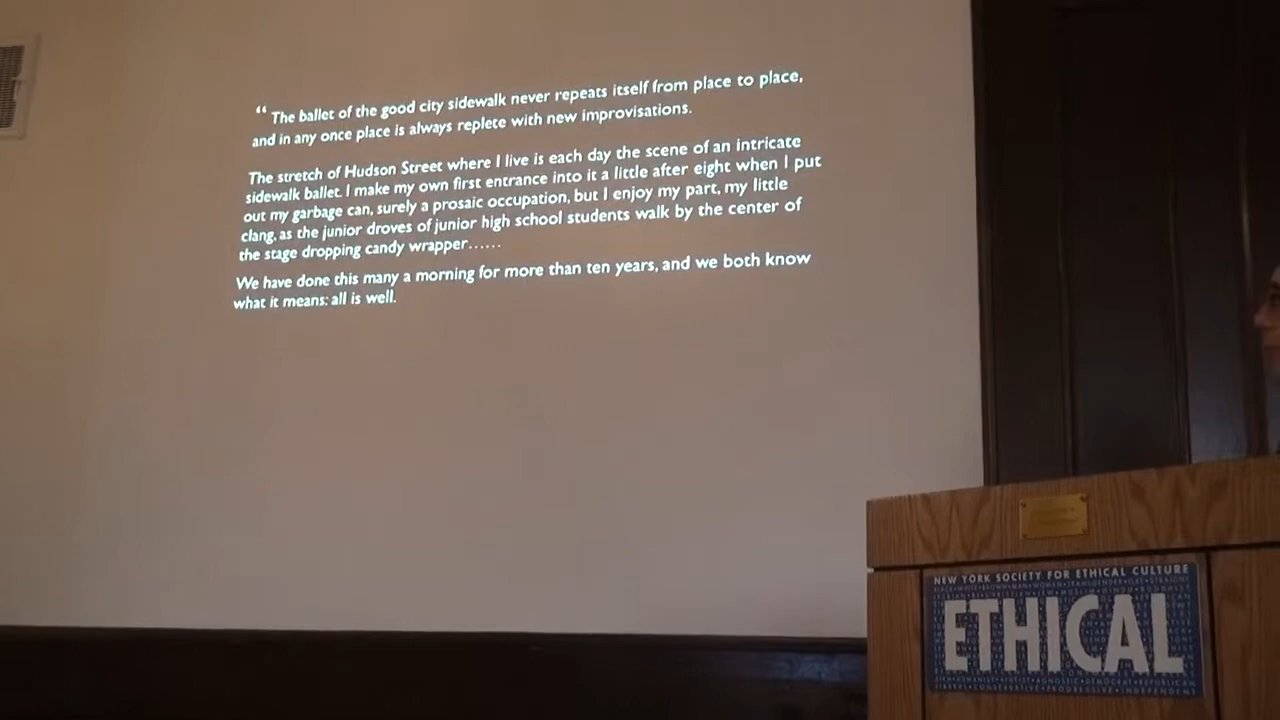 “ The ballet of the good city sidewalk never repeats itself from place to place,
and in any once place is always replete with new improvisations.
The stretch of Hudson Street where I live is each day the scene of an intricate
sidewalk ballet. I make my own first entrance into it a little after eight when I put
out my garbage can, surely a prosaic occupation, but I enjoy my part, my little
clang, as the junior droves of junior high school students walk by the center of
the stage dropping candy wrapper......
We have done this many a morning for more than ten years, and we both know
what it means: all is well.
NEW YORK SOCIETY FOR ETHICAL CULTURE
ETHICAL